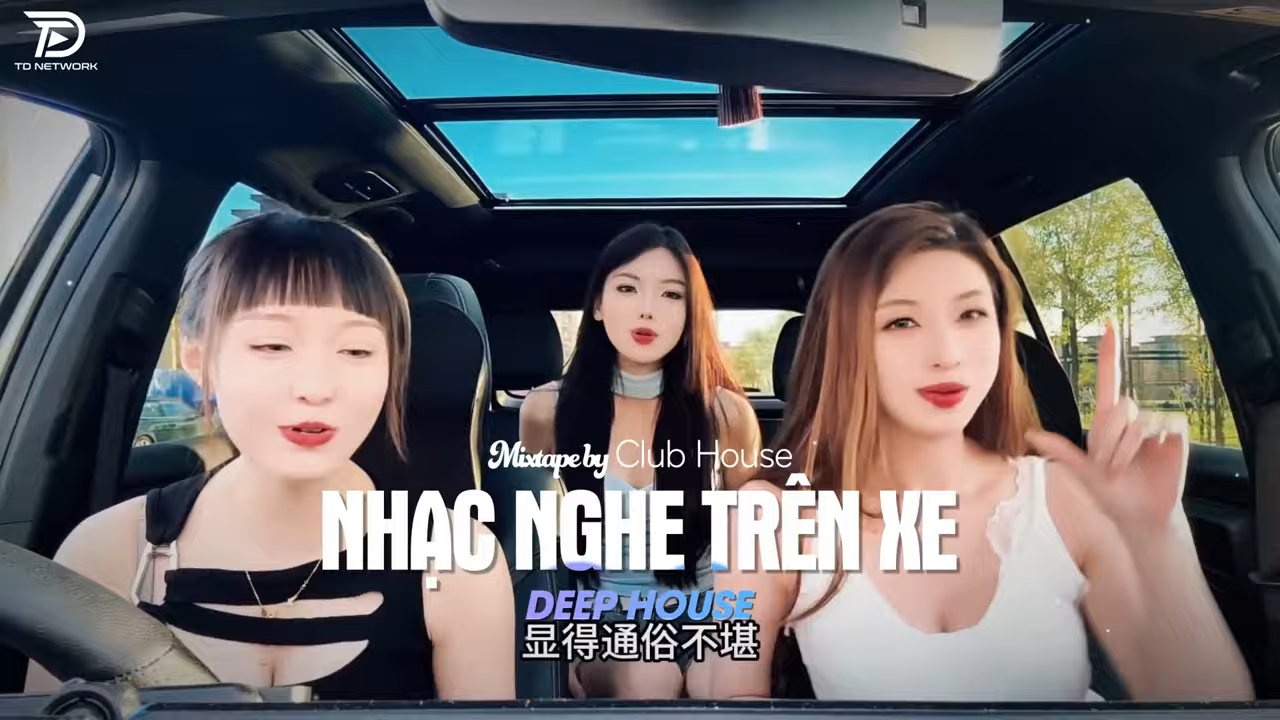 TD NETWORK
Mixtape by Club House
NHẠC NGHE TRÊN XE
DEEP HOUSE
显得通俗不堪